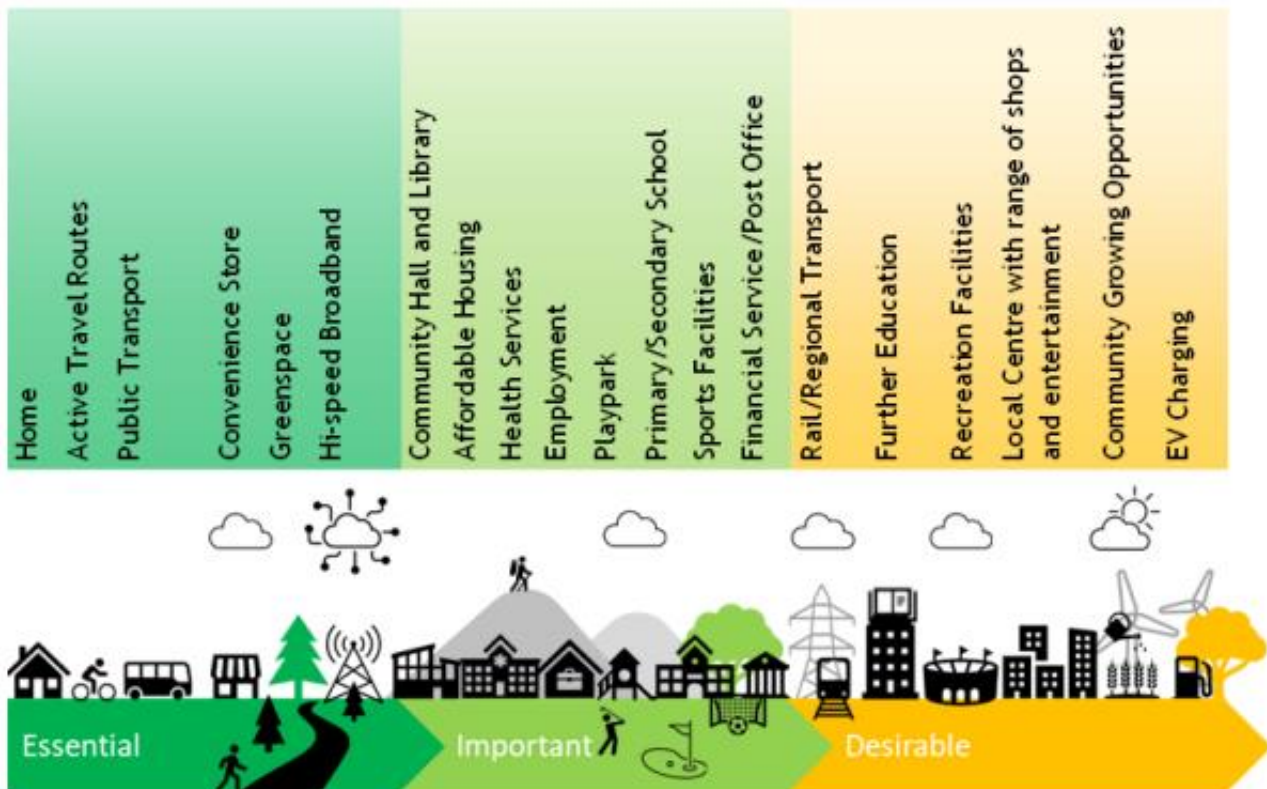 Home
Active Travel Routes
Public Transport
Convenience Store
Greenspace
Hi-speed Broadband
Community Hall and Library
Affordable Housing
Health Services
Employment
Playpark
Primary/Secondary School
Sports Facilities
Financial Service/Post Office
Rail/Regional Transport
Further Education
Recreation Facilities
Local Centre with range of shops
and entertainment
Community Growing Opportunities
EV Charging
P
Essential
Important
Desirable